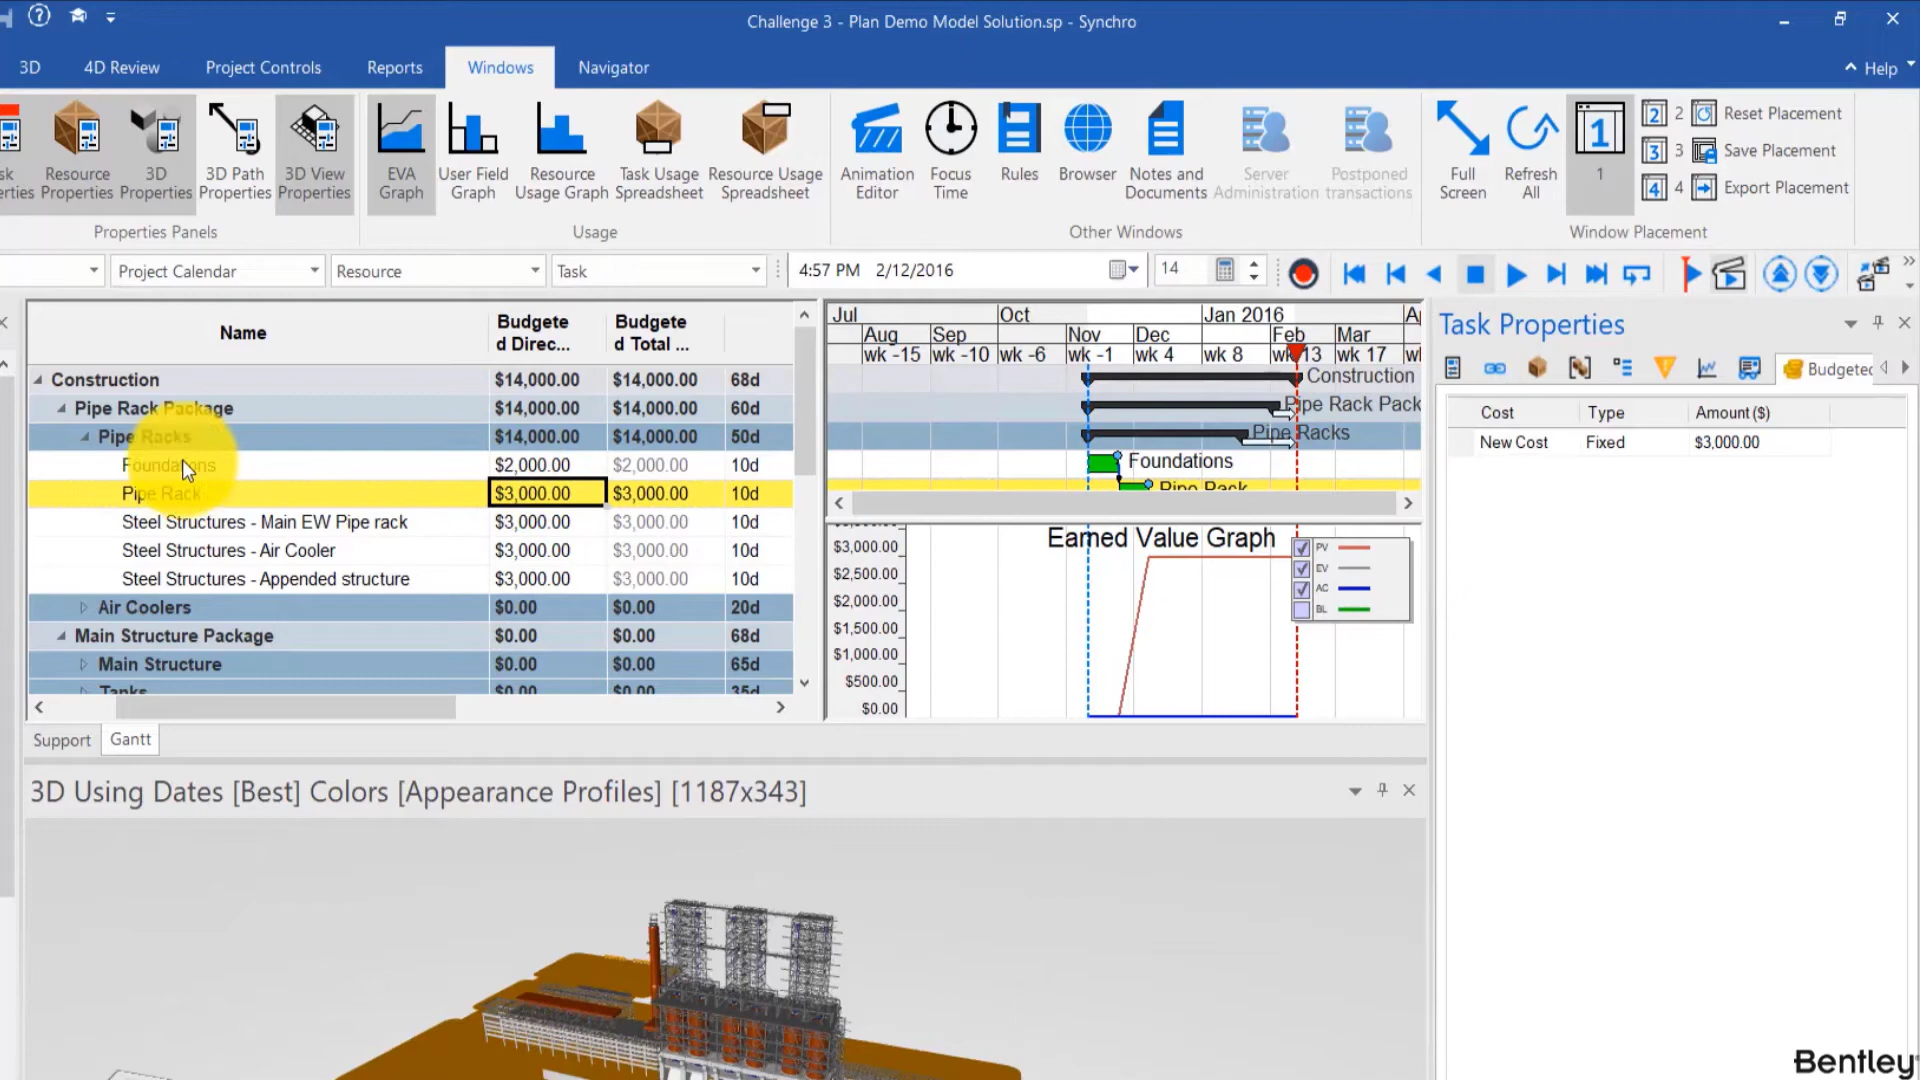 Challenge 3 - Plan Demo Model Solution.sp - Synchro
3D 4D Review Project Controls Reports Windows Navigator Help
Resource Properties
3D Properties
3D Path Properties
3D View Properties
EVA Graph
User Field Graph
Resource Usage Graph
Task Usage Spreadsheet
Resource Usage Spreadsheet
Animation Editor
Focus Time
Rules
Browser
Notes and Documents
Server Administration
Postponed transactions
Full Screen
Refresh All
1
2 Reset Placement
3 Save Placement
4 Export Placement
Properties Panels Usage Other Windows Window Placement
Project Calendar Resource Task 4:57 PM 2/12/2016 14
Name Budgete d Direc... Budgete d Total ...
Construction $14,000.00 $14,000.00 68d
Pipe Rack Package $14,000.00 $14,000.00 60d
Pipe Racks $14,000.00 $14,000.00 50d
Foundations $2,000.00 $2,000.00 10d
Pipe Rack $3,000.00 $3,000.00 10d
Steel Structures - Main EW Pipe rack $3,000.00 $3,000.00 10d
Steel Structures - Air Cooler $3,000.00 $3,000.00 10d
Steel Structures - Appended structure $3,000.00 $3,000.00 10d
Air Coolers $0.00 $0.00 20d
Main Structure Package $0.00 $0.00 68d
Main Structure $0.00 $0.00 65d
Tanks $0.00 $0.00 35d
Support Gantt
Jul Oct Jan 2016
Aug Sep Nov Dec Feb Mar
wk -15 wk -10 wk -6 wk -1 wk 4 wk 8 wk 13 wk 17
Construction
Pipe Rack Pack
Pipe Racks
Foundations
Pipe Rack
Earned Value Graph
$3,000.00
$2,500.00
$2,000.00
$1,500.00
$1,000.00
$500.00
$0.00
PV
EV
AC
BL
Task Properties
Budgeted
Cost Type Amount ($)
New Cost Fixed $3,000.00
3D Using Dates [Best] Colors [Appearance Profiles] [1187x343]
Bentley